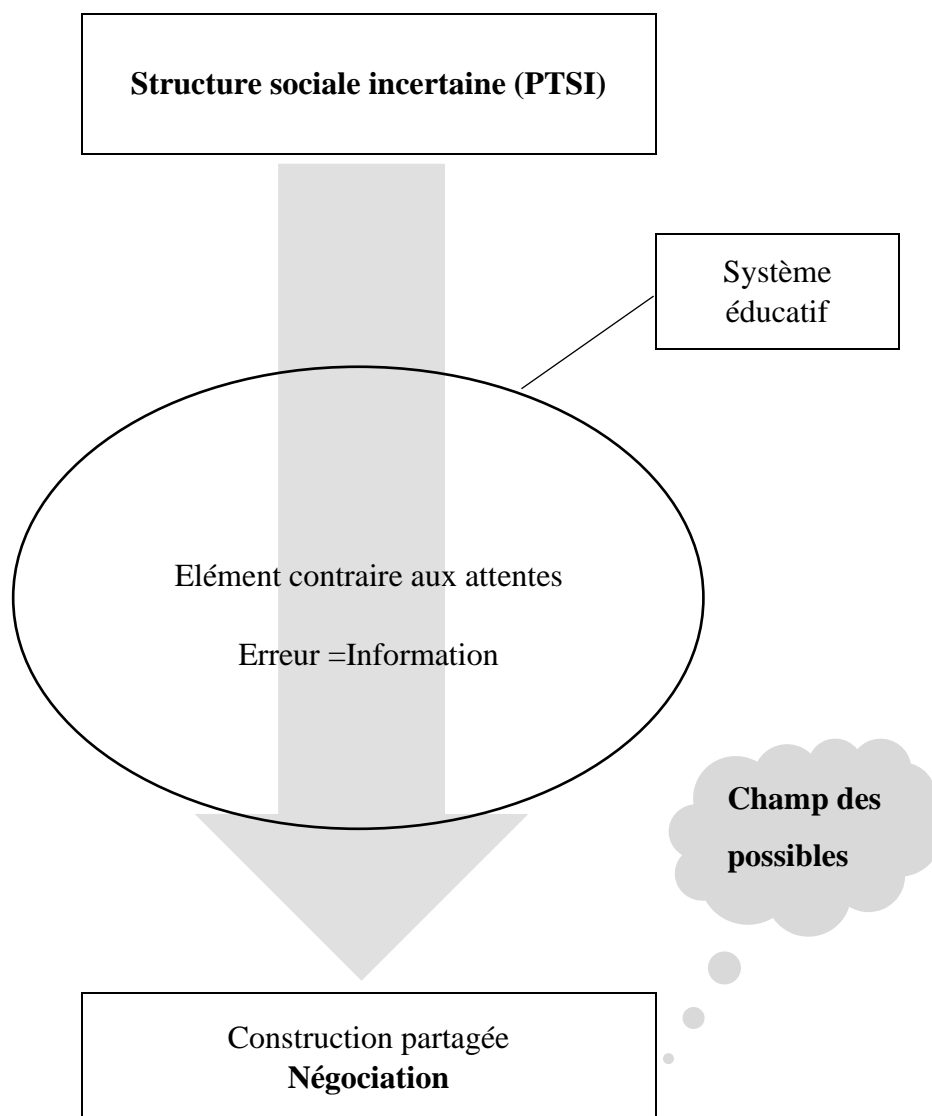 Structure sociale incertaine (PTSI)
Système
éducatif
Elément contraire aux attentes
Erreur =Information
Champ des
possibles
Construction partagée
Négociation